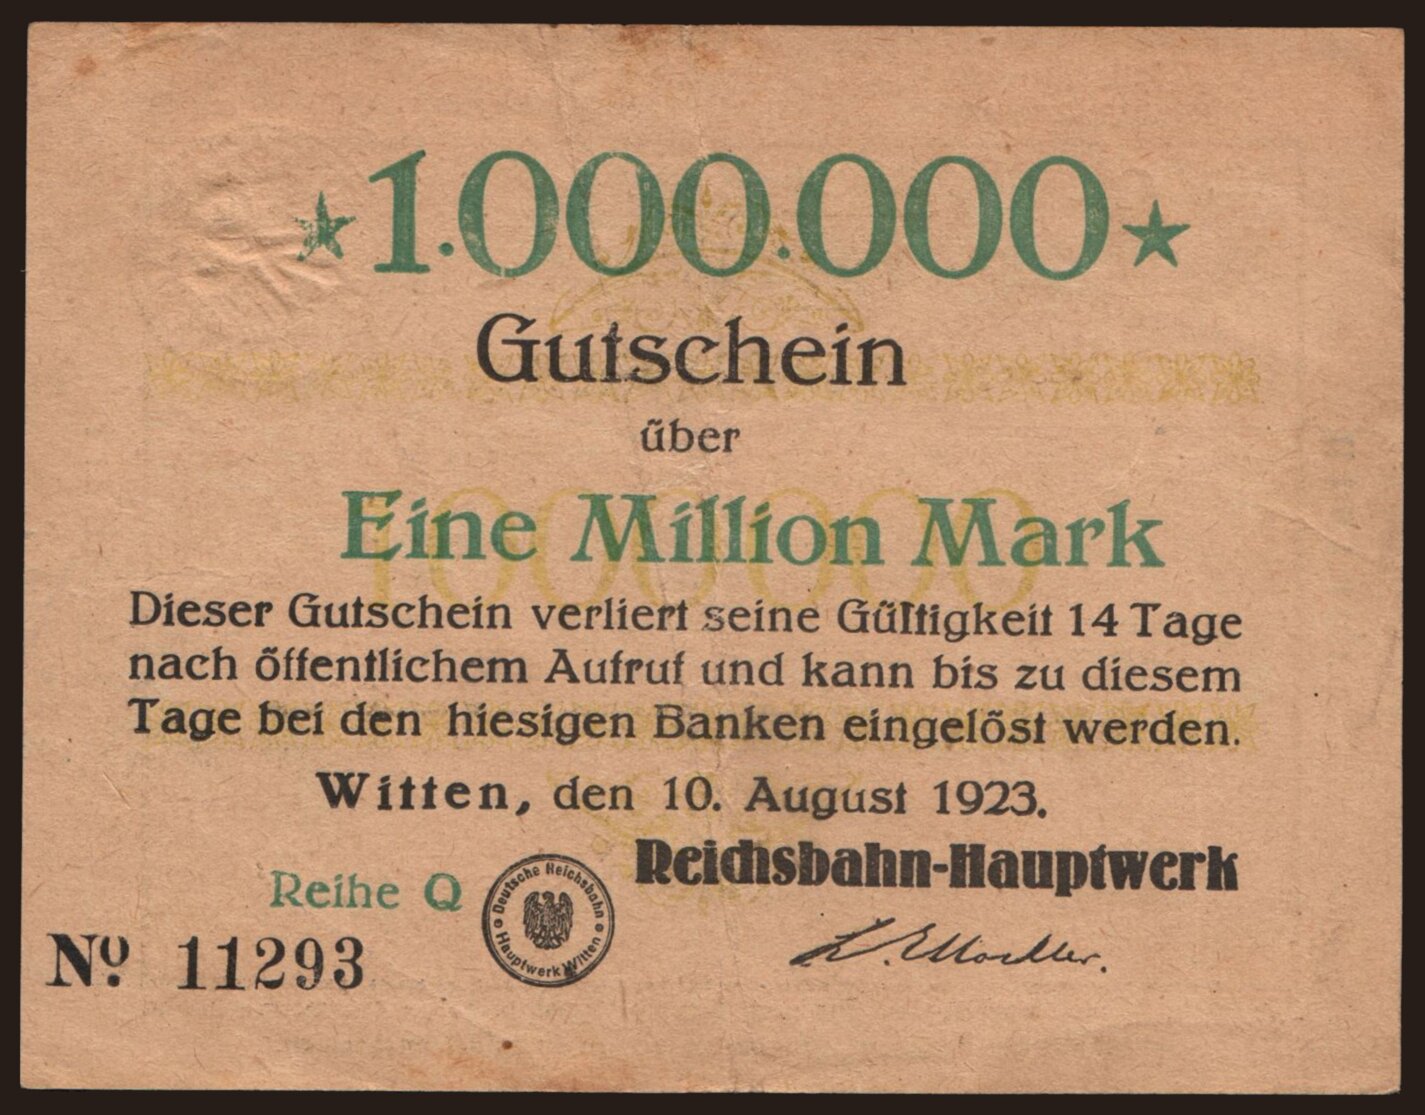 ★1.000.000★
Gutschein
über
Eine Million Mark
Dieser Gutschein verliert seine Gültigkeit 14 Tage
nach öffentlichem Aufruf und kann bis zu diesem
Tage bei den hiesigen Banken eingelöst werden.
Witten, den 10. August 1923.
Reichsbahn-Hauptwerk
Reihe Q
Deutsche Reichsbahn
Hauptwerk Witten
Nº 11293
1000000